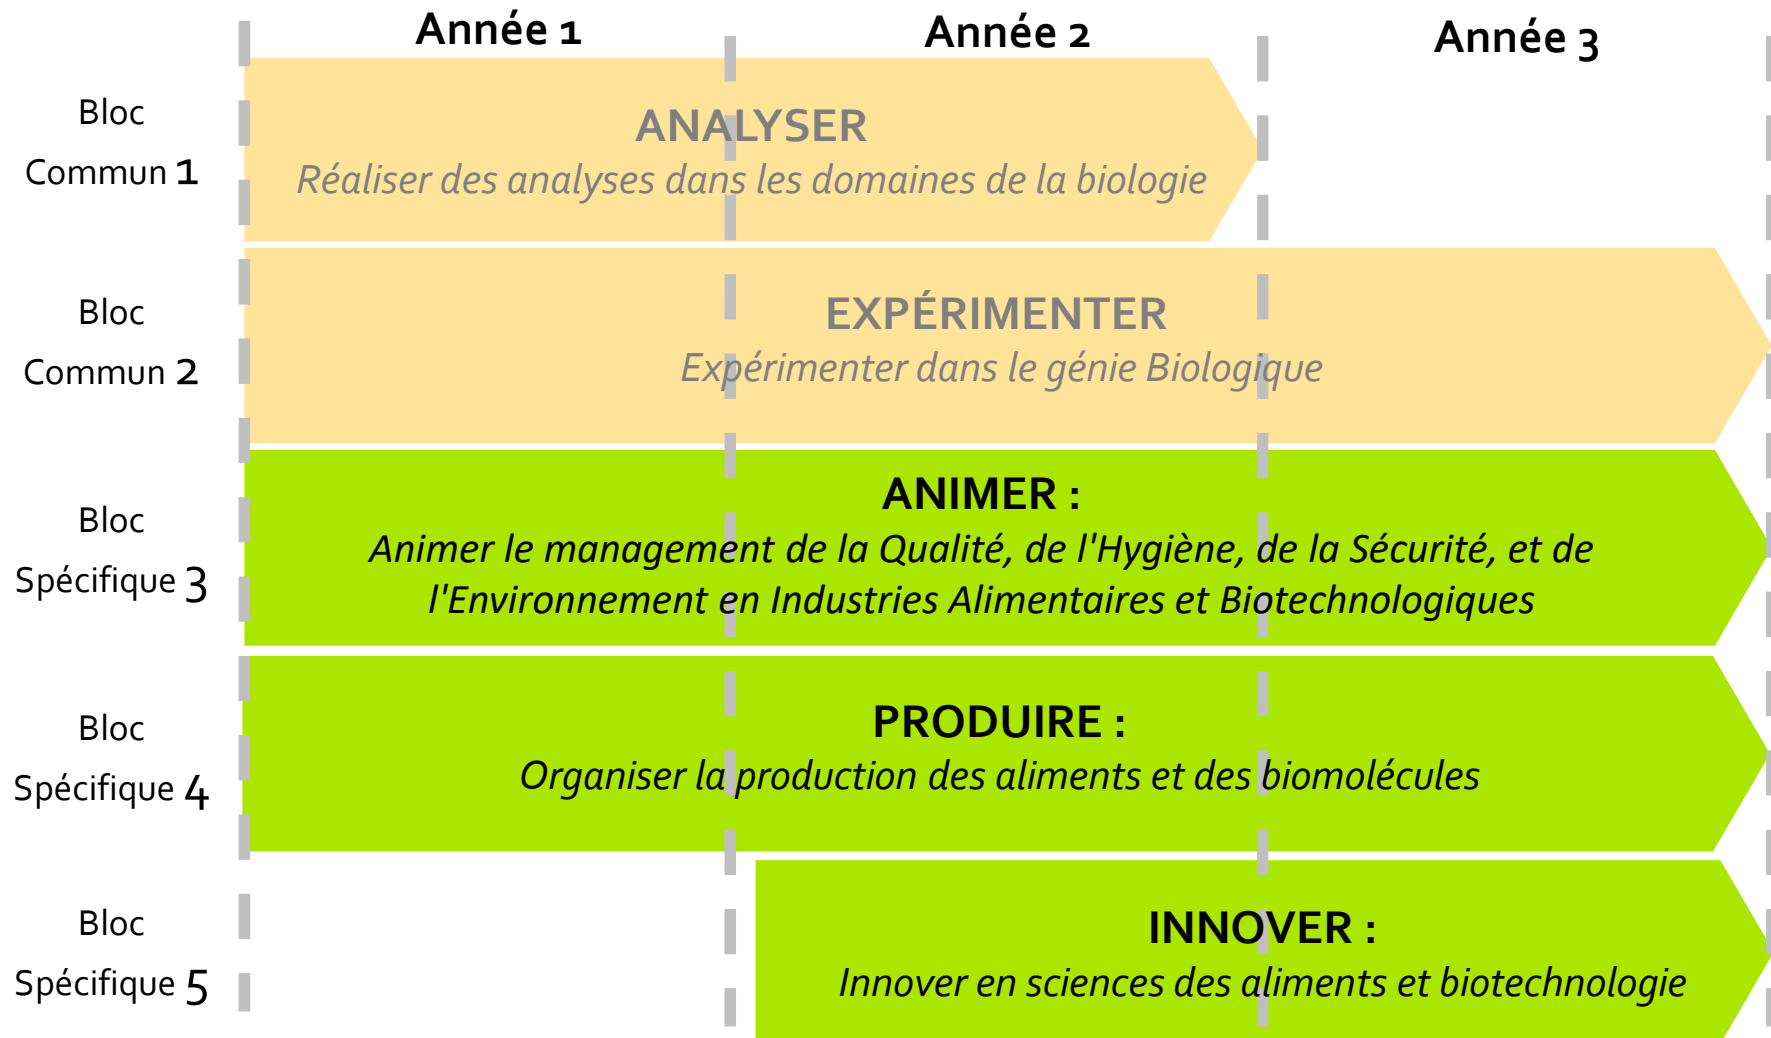 Année 1
Année 2
Année 3
Bloc
Commun 1
ANALYSER
Réaliser des analyses dans les domaines de la biologie
Bloc
Commun 2
EXPÉRIMENTER
Expérimenter dans le génie Biologique
Bloc
Spécifique 3
ANIMER :
Animer le management de la Qualité, de l'Hygiène, de la Sécurité, et de
l'Environnement en Industries Alimentaires et Biotechnologiques
Bloc
Spécifique 4
PRODUIRE :
Organiser la production des aliments et des biomolécules
Bloc
Spécifique 5
INNOVER :
Innover en sciences des aliments et biotechnologie